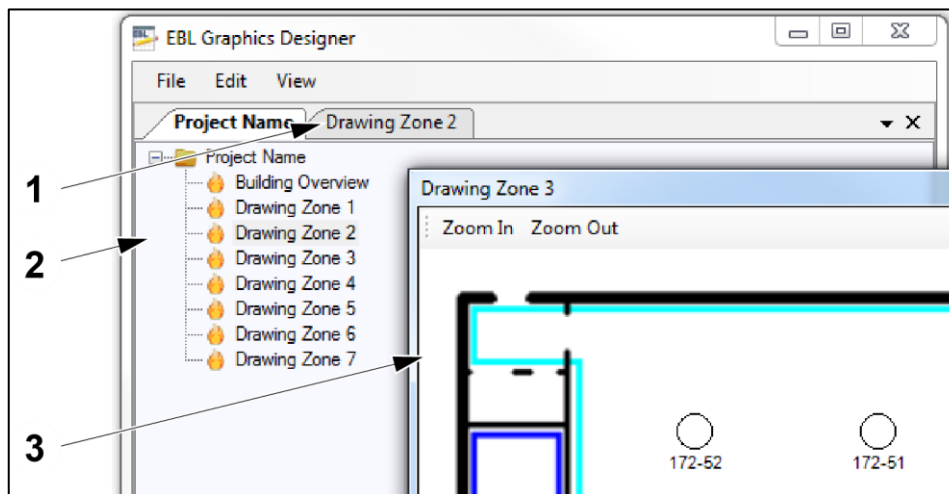 EBL Graphics Designer
File Edit View
Project Name Drawing Zone 2
Project Name
Building Overview
Drawing Zone 1
Drawing Zone 2
Drawing Zone 3
Drawing Zone 4
Drawing Zone 5
Drawing Zone 6
Drawing Zone 7
1
2
3
Drawing Zone 3
Zoom In Zoom Out
172-52 172-51